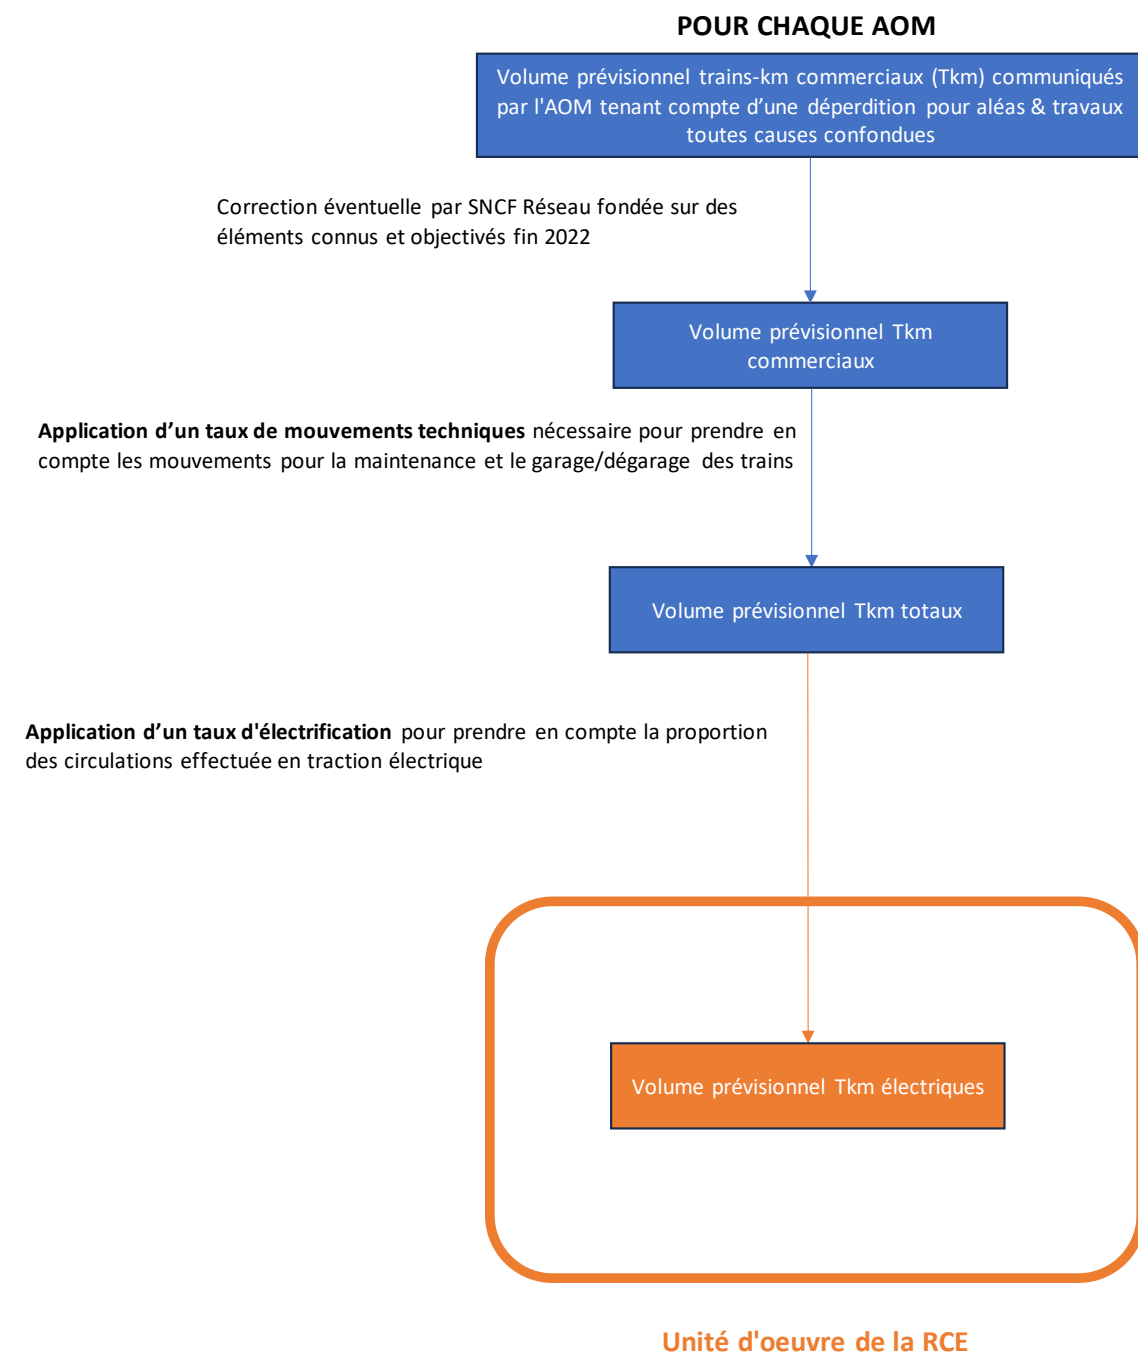 POUR CHAQUE AOM
Volume prévisionnel trains-km commerciaux (Tkm) communiqués
par l'AOM tenant compte d’une déperdition pour aléas & travaux
toutes causes confondues
Correction éventuelle par SNCF Réseau fondée sur des
éléments connus et objectivés fin 2022
Volume prévisionnel Tkm
commerciaux
Application d’un taux de mouvements techniques nécessaire pour prendre en
compte les mouvements pour la maintenance et le garage/dégarage des trains
Volume prévisionnel Tkm totaux
Application d’un taux d'électrification pour prendre en compte la proportion
des circulations effectuée en traction électrique
Volume prévisionnel Tkm électriques
Unité d'oeuvre de la RCE